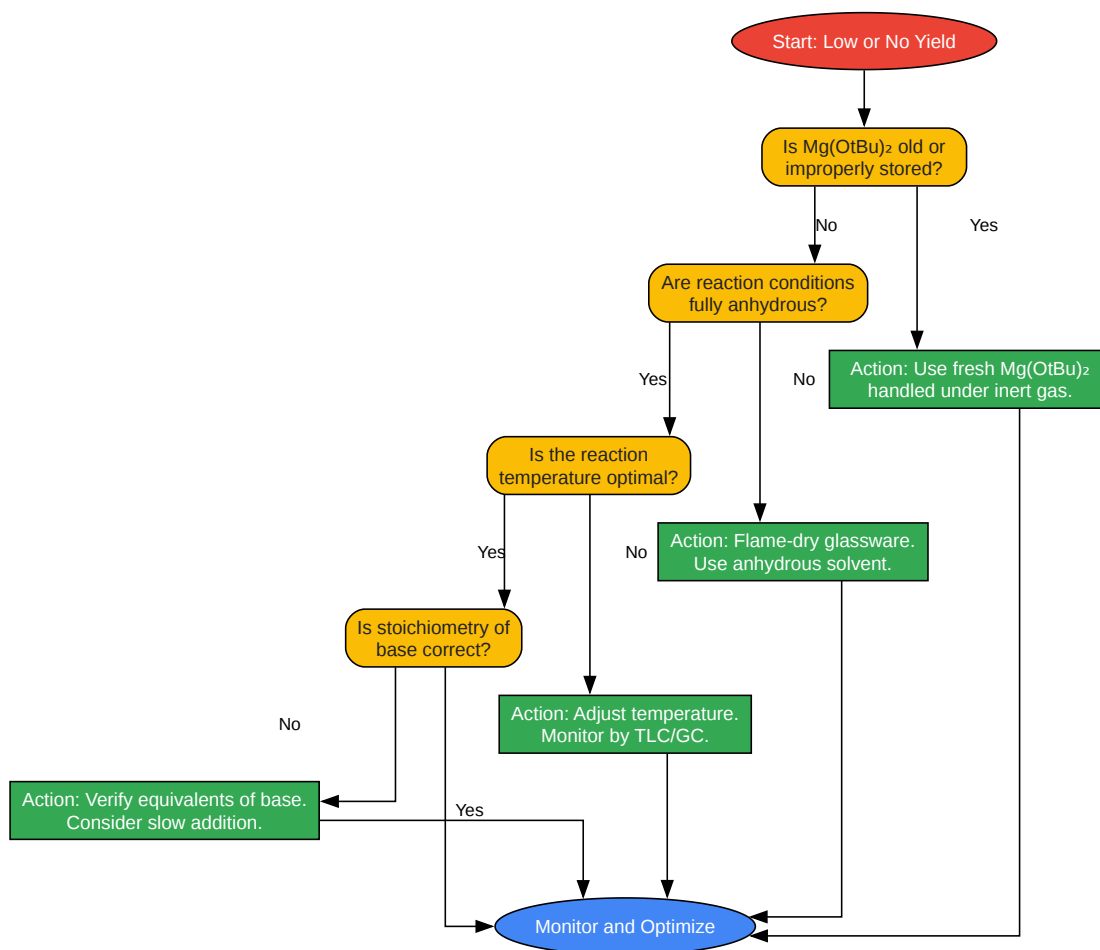 Start: Low or No Yield
Is Mg(OtBu)₂ old or
improperly stored?
No
Yes
Are reaction conditions
fully anhydrous?
Action: Use fresh Mg(OtBu)₂
handled under inert gas.
Yes
No
Is the reaction
temperature optimal?
Action: Flame-dry glassware.
Use anhydrous solvent.
Yes
No
Is stoichiometry of
base correct?
Action: Adjust temperature.
Monitor by TLC/GC.
No
Action: Verify equivalents of base.
Consider slow addition.
Yes
Monitor and Optimize